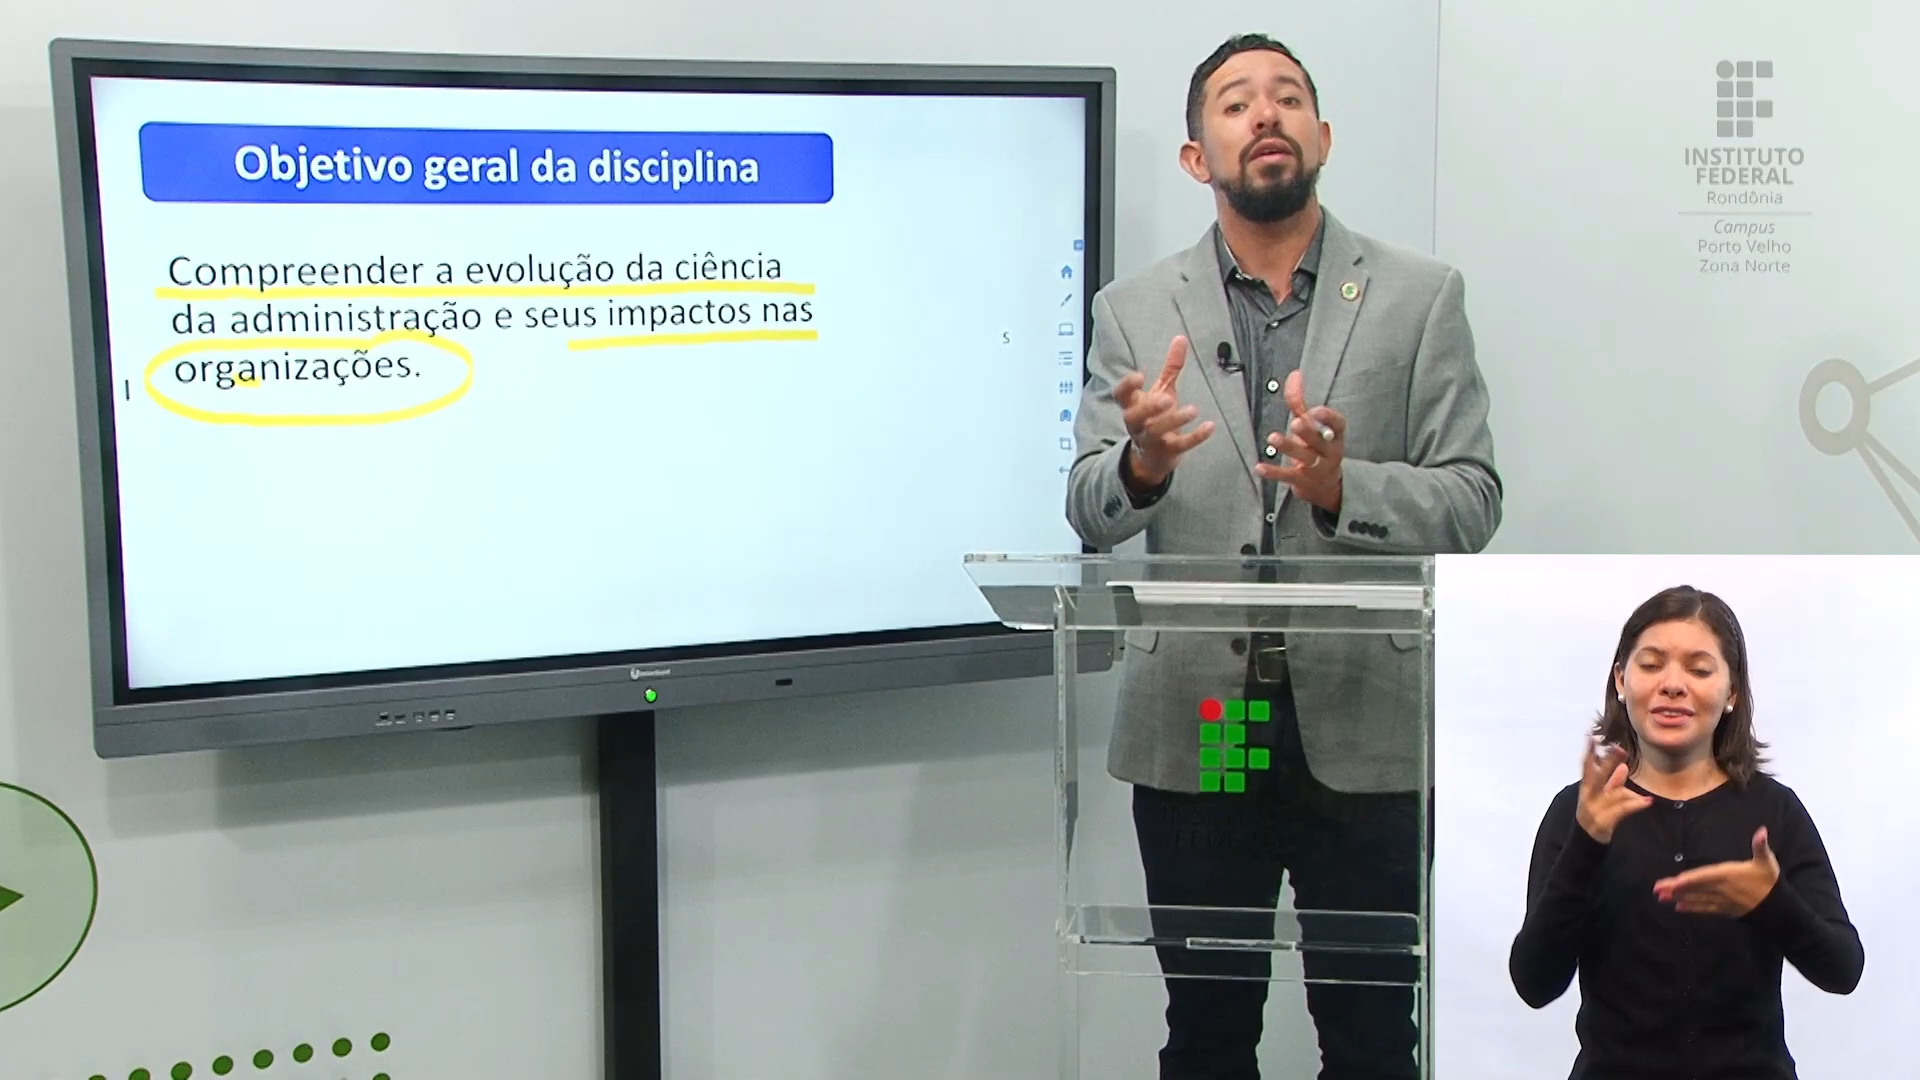 Objetivo geral da disciplina
Compreender a evolução da ciência
da administração e seus impactos nas
organizações.
s
INSTITUTO
FEDERAL
Rondônia
Campus
Porto Velho
Zona Norte